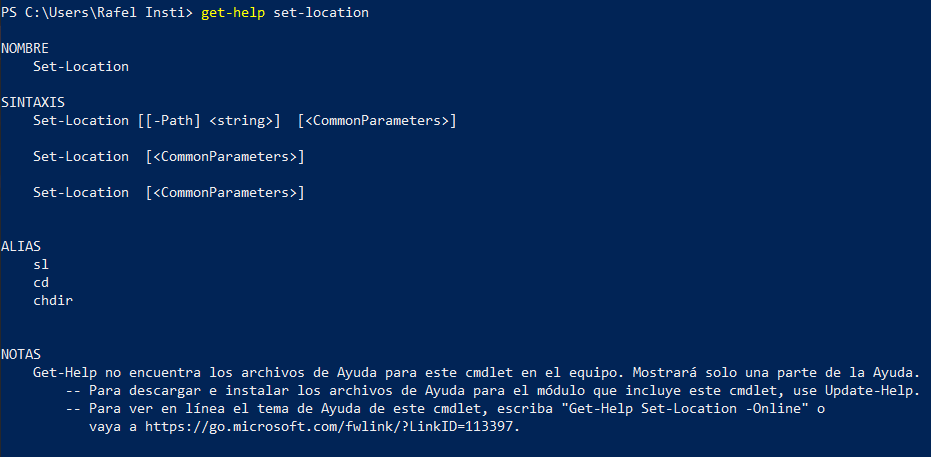 PS C:\Users\Rafel Insti> get-help set-location
NOMBRE
Set-Location
SINTAXIS
Set-Location [[-Path] <string>]  [<CommonParameters>]
Set-Location  [<CommonParameters>]
Set-Location  [<CommonParameters>]
ALIAS
sl
cd
chdir
NOTAS
Get-Help no encuentra los archivos de Ayuda para este cmdlet en el equipo. Mostrará solo una parte de la Ayuda.
-- Para descargar e instalar los archivos de Ayuda para el módulo que incluye este cmdlet, use Update-Help.
-- Para ver en línea el tema de Ayuda de este cmdlet, escriba "Get-Help Set-Location -Online" o
vaya a https://go.microsoft.com/fwlink/?LinkID=113397.